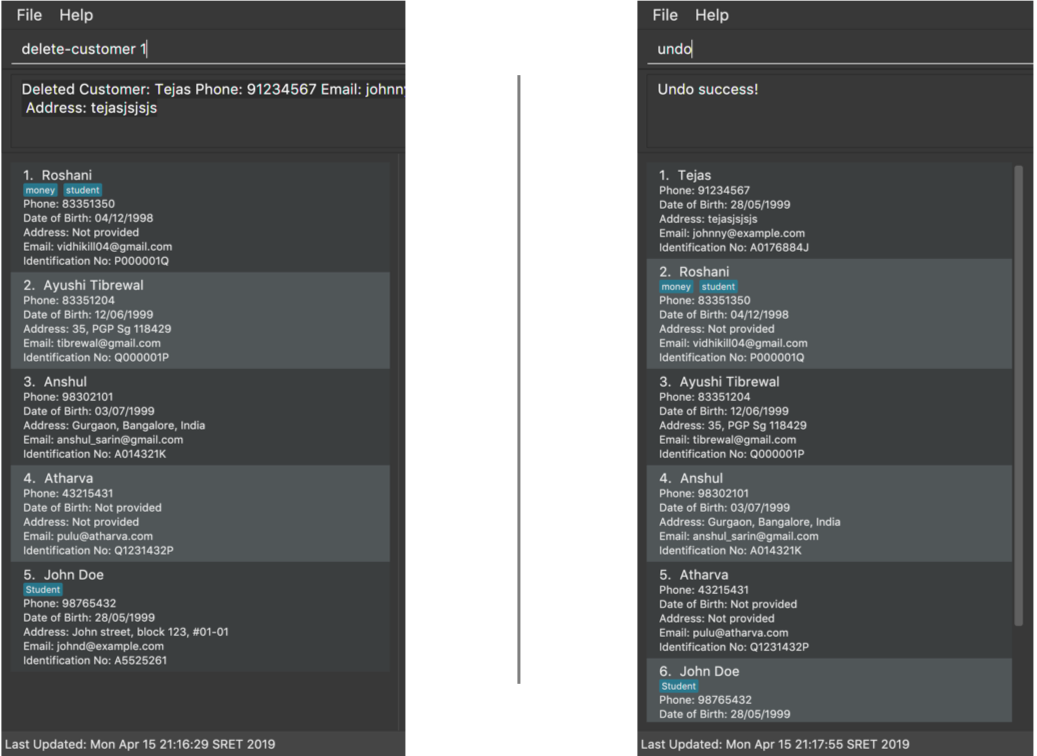 File Help
delete-customer 1
Deleted Customer: Tejas Phone: 91234567 Email: johnn
Address: tejasjsjsjs
1. Roshani
money student
Phone: 83351350
Date of Birth: 04/12/1998
Address: Not provided
Email: vidhikill04@gmail.com
Identification No: P000001Q
2. Ayushi Tibrewal
Phone: 83351204
Date of Birth: 12/06/1999
Address: 35, PGP Sg 118429
Email: tibrewal@gmail.com
Identification No: Q000001P
3. Anshul
Phone: 98302101
Date of Birth: 03/07/1999
Address: Gurgaon, Bangalore, India
Email: anshul_sarin@gmail.com
Identification No: A014321K
4. Atharva
Phone: 43215431
Date of Birth: Not provided
Address: Not provided
Email: pulu@atharva.com
Identification No: Q1231432P
5. John Doe
Student
Phone: 98765432
Date of Birth: 28/05/1999
Address: John street, block 123, #01-01
Email: johnd@example.com
Identification No: A5525261
Last Updated: Mon Apr 15 21:16:29 SRET 2019
File Help
undo
Undo success!
1. Tejas
Phone: 91234567
Date of Birth: 28/05/1999
Address: tejasjsjsjs
Email: johnny@example.com
Identification No: A0176884J
2. Roshani
money student
Phone: 83351350
Date of Birth: 04/12/1998
Address: Not provided
Email: vidhikill04@gmail.com
Identification No: P000001Q
3. Ayushi Tibrewal
Phone: 83351204
Date of Birth: 12/06/1999
Address: 35, PGP Sg 118429
Email: tibrewal@gmail.com
Identification No: Q000001P
4. Anshul
Phone: 98302101
Date of Birth: 03/07/1999
Address: Gurgaon, Bangalore, India
Email: anshul_sarin@gmail.com
Identification No: A014321K
5. Atharva
Phone: 43215431
Date of Birth: Not provided
Address: Not provided
Email: pulu@atharva.com
Identification No: Q1231432P
6. John Doe
Student
Phone: 98765432
Date of Birth: 28/05/1999
Last Updated: Mon Apr 15 21:17:55 SRET 2019